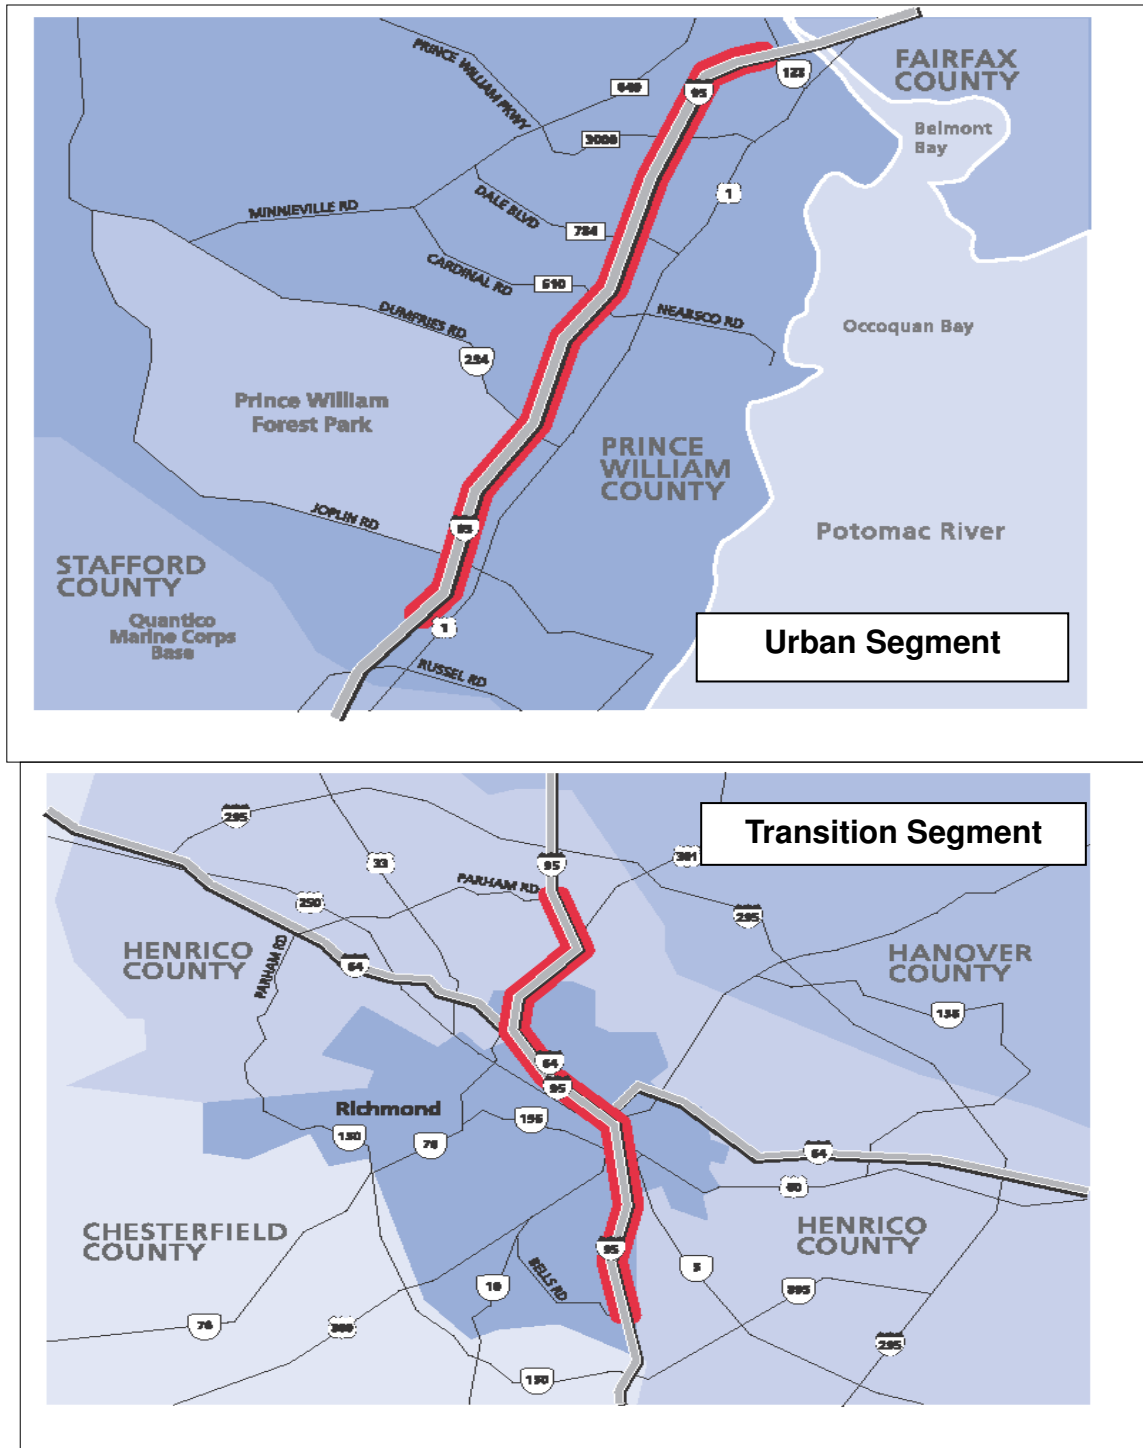 PRINCE WILLIAM PKWY
FAIRFAX
COUNTY
123
95
640
Belmont
Bay
3000
1
DALE BLVD
MINNIEVILLE RD
784
CARDINAL RD
610
NEABSCO RD
DUMFRIES RD
Occoquan Bay
234
Prince William
Forest Park
PRINCE
WILLIAM
COUNTY
JOPLIN RD
95
Potomac River
STAFFORD
COUNTY
Quantico
Marine Corps
Base
1
Urban Segment
RUSSEL RD
295
Transition Segment
33
95
301
PARHAM RD
250
295
HENRICO
COUNTY
PARHAM RD
64
HANOVER
COUNTY
64
95
Richmond
195
150
76
64
60
CHESTERFIELD
COUNTY
HENRICO
COUNTY
95
5
BELLS RD
10
895
76
295
150